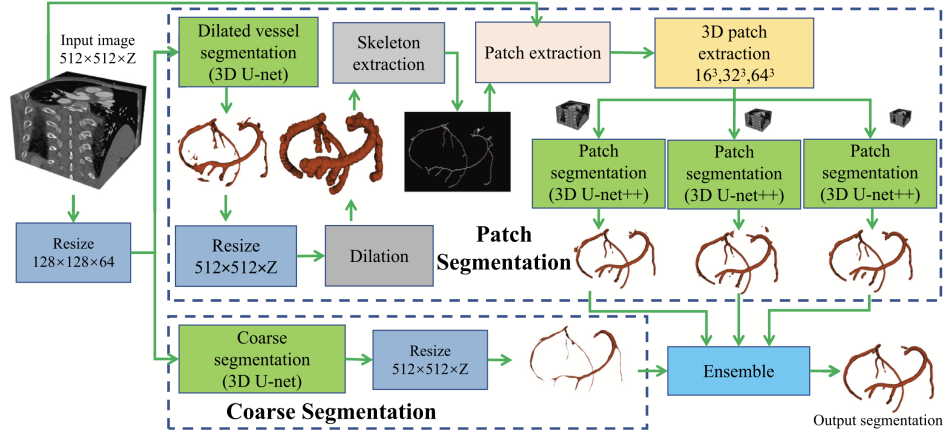 Input image
512×512×Z
Resize
128×128×64
Dilated vessel
segmentation
(3D U-net)
Skeleton
extraction
Patch extraction
3D patch
extraction
16³,32³,64³
Resize
512×512×Z
Dilation
Patch
Segmentation
Patch
segmentation
(3D U-net++)
Patch
segmentation
(3D U-net++)
Patch
segmentation
(3D U-net++)
Coarse
segmentation
(3D U-net)
Resize
512×512×Z
Coarse Segmentation
Ensemble
Output segmentation